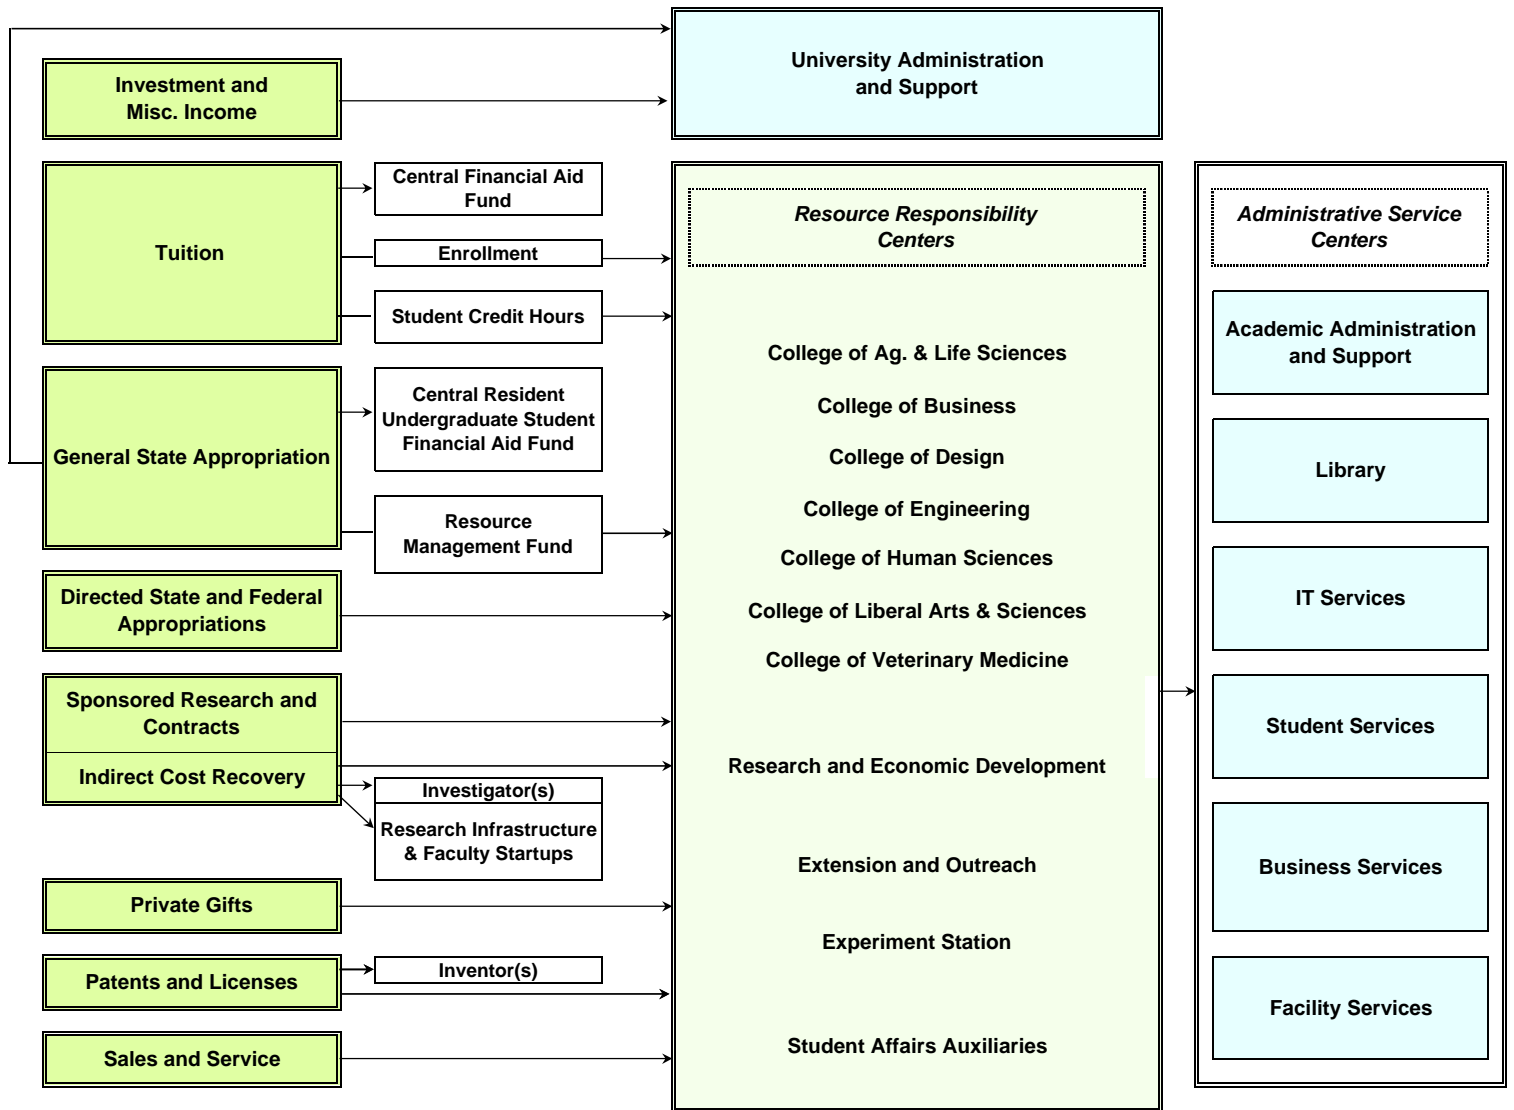 University Administration
and Support
Investment and
Misc. Income
Tuition
Central Financial Aid
Fund
Enrollment
Student Credit Hours
General State Appropriation
Central Resident
Undergraduate Student
Financial Aid Fund
Resource
Management Fund
Directed State and Federal
Appropriations
Sponsored Research and
Contracts
Indirect Cost Recovery
Investigator(s)
Research Infrastructure
& Faculty Startups
Private Gifts
Patents and Licenses
Inventor(s)
Sales and Service
Resource Responsibility
Centers
College of Ag. & Life Sciences
College of Business
College of Design
College of Engineering
College of Human Sciences
College of Liberal Arts & Sciences
College of Veterinary Medicine
Research and Economic Development
Extension and Outreach
Experiment Station
Student Affairs Auxiliaries
Administrative Service
Centers
Academic Administration
and Support
Library
IT Services
Student Services
Business Services
Facility Services